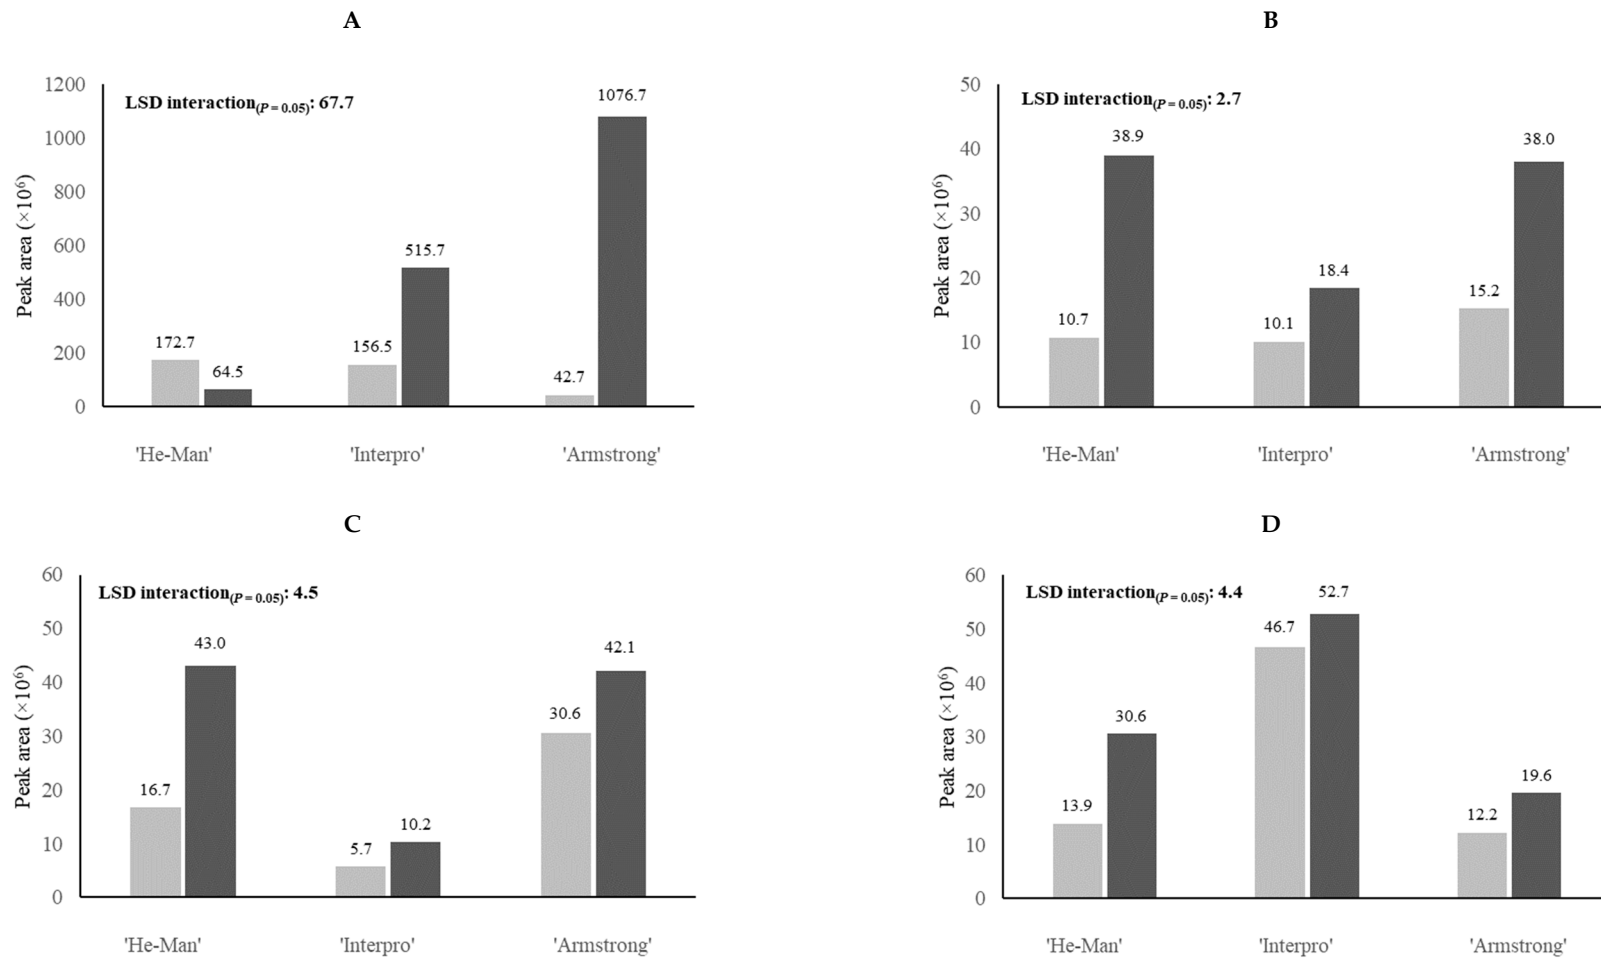 A
LSD interaction(P = 0.05): 67.7
Peak area (×10⁶)
1200
1000
800
600
400
200
0
172.7
64.5
156.5
515.7
42.7
1076.7
'He-Man'
'Interpro'
'Armstrong'
B
LSD interaction(P = 0.05): 2.7
Peak area (×10⁶)
50
40
30
20
10
0
10.7
38.9
10.1
18.4
15.2
38.0
'He-Man'
'Interpro'
'Armstrong'
C
LSD interaction(P = 0.05): 4.5
Peak area (×10⁶)
60
50
40
30
20
10
0
16.7
43.0
5.7
10.2
30.6
42.1
'He-Man'
'Interpro'
'Armstrong'
D
LSD interaction(P = 0.05): 4.4
Peak area (×10⁶)
60
50
40
30
20
10
0
13.9
30.6
46.7
52.7
12.2
19.6
'He-Man'
'Interpro'
'Armstrong'